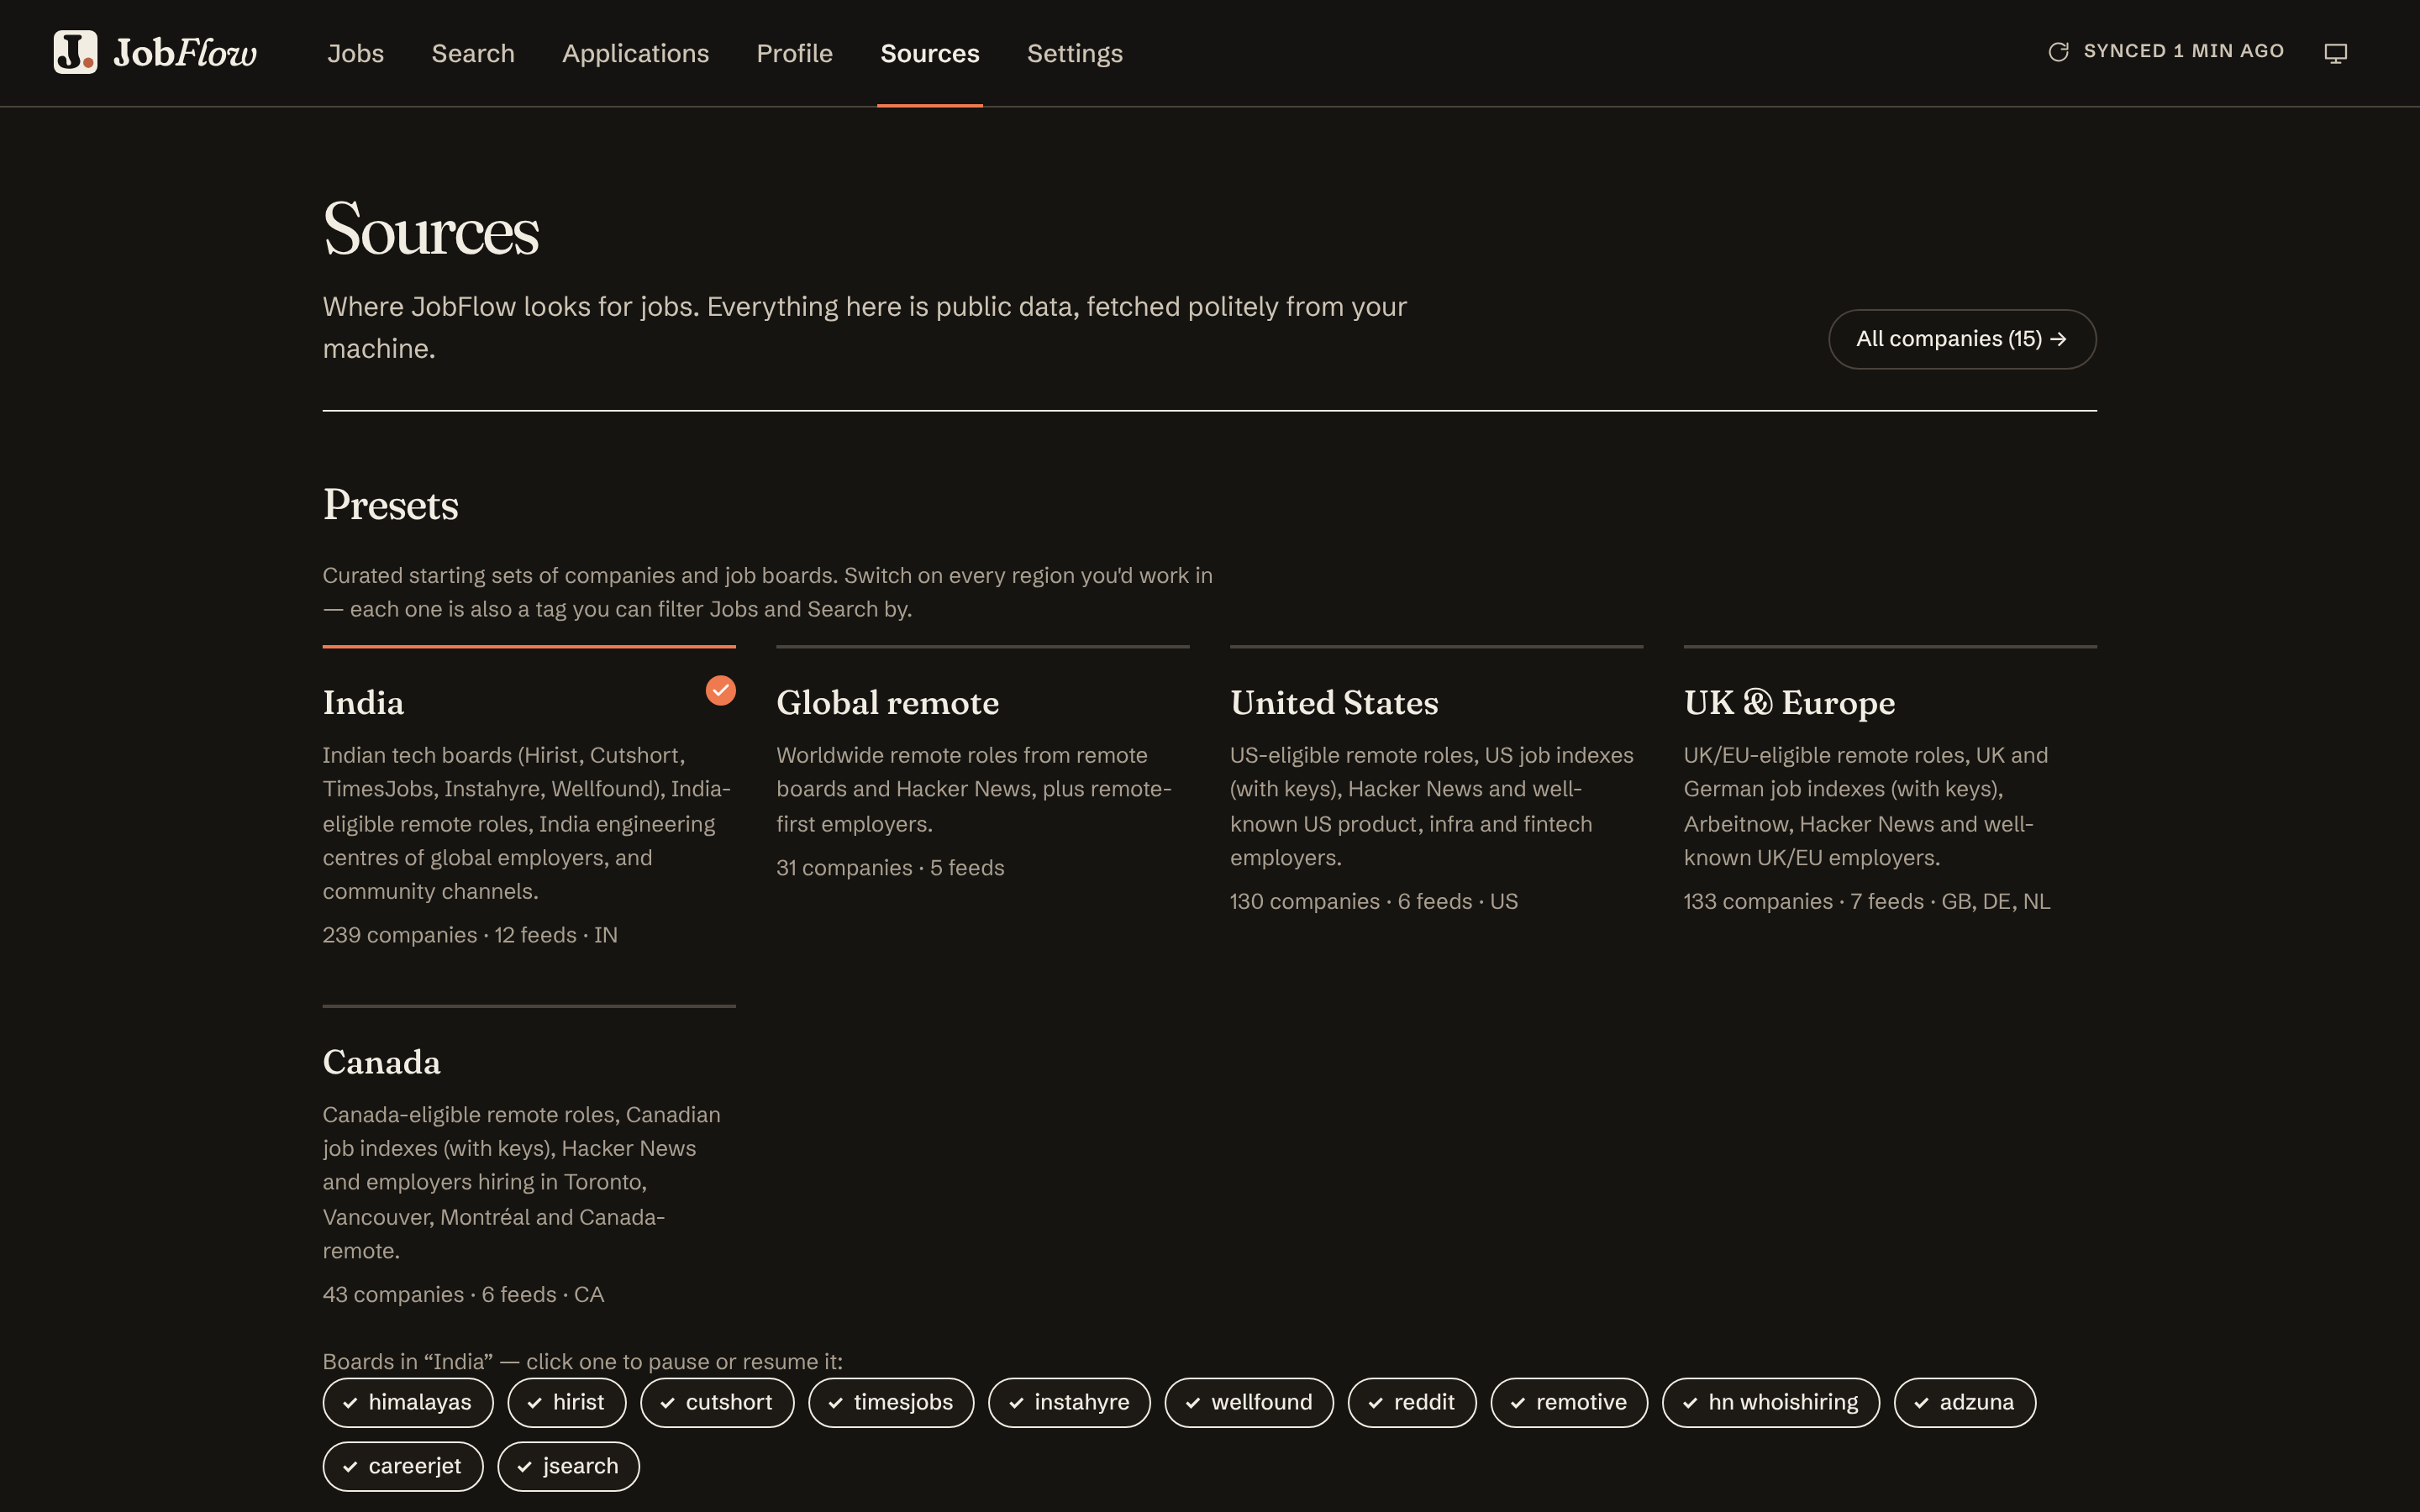 J. JobFlow
Jobs Search Applications Profile Sources Settings
SYNCED 1 MIN AGO
Sources
Where JobFlow looks for jobs. Everything here is public data, fetched politely from your
machine.
All companies (15) →
Presets
Curated starting sets of companies and job boards. Switch on every region you'd work in
— each one is also a tag you can filter Jobs and Search by.
India
Indian tech boards (Hirist, Cutshort,
TimesJobs, Instahyre, Wellfound), India-
eligible remote roles, India engineering
centres of global employers, and
community channels.
239 companies · 12 feeds · IN
Global remote
Worldwide remote roles from remote
boards and Hacker News, plus remote-
first employers.
31 companies · 5 feeds
United States
US-eligible remote roles, US job indexes
(with keys), Hacker News and well-
known US product, infra and fintech
employers.
130 companies · 6 feeds · US
UK & Europe
UK/EU-eligible remote roles, UK and
German job indexes (with keys),
Arbeitnow, Hacker News and well-
known UK/EU employers.
133 companies · 7 feeds · GB, DE, NL
Canada
Canada-eligible remote roles, Canadian
job indexes (with keys), Hacker News
and employers hiring in Toronto,
Vancouver, Montréal and Canada-
remote.
43 companies · 6 feeds · CA
Boards in “India” — click one to pause or resume it:
✓ himalayas ✓ hirist ✓ cutshort ✓ timesjobs ✓ instahyre ✓ wellfound ✓ reddit ✓ remotive ✓ hn whoishiring ✓ adzuna
✓ careerjet ✓ jsearch